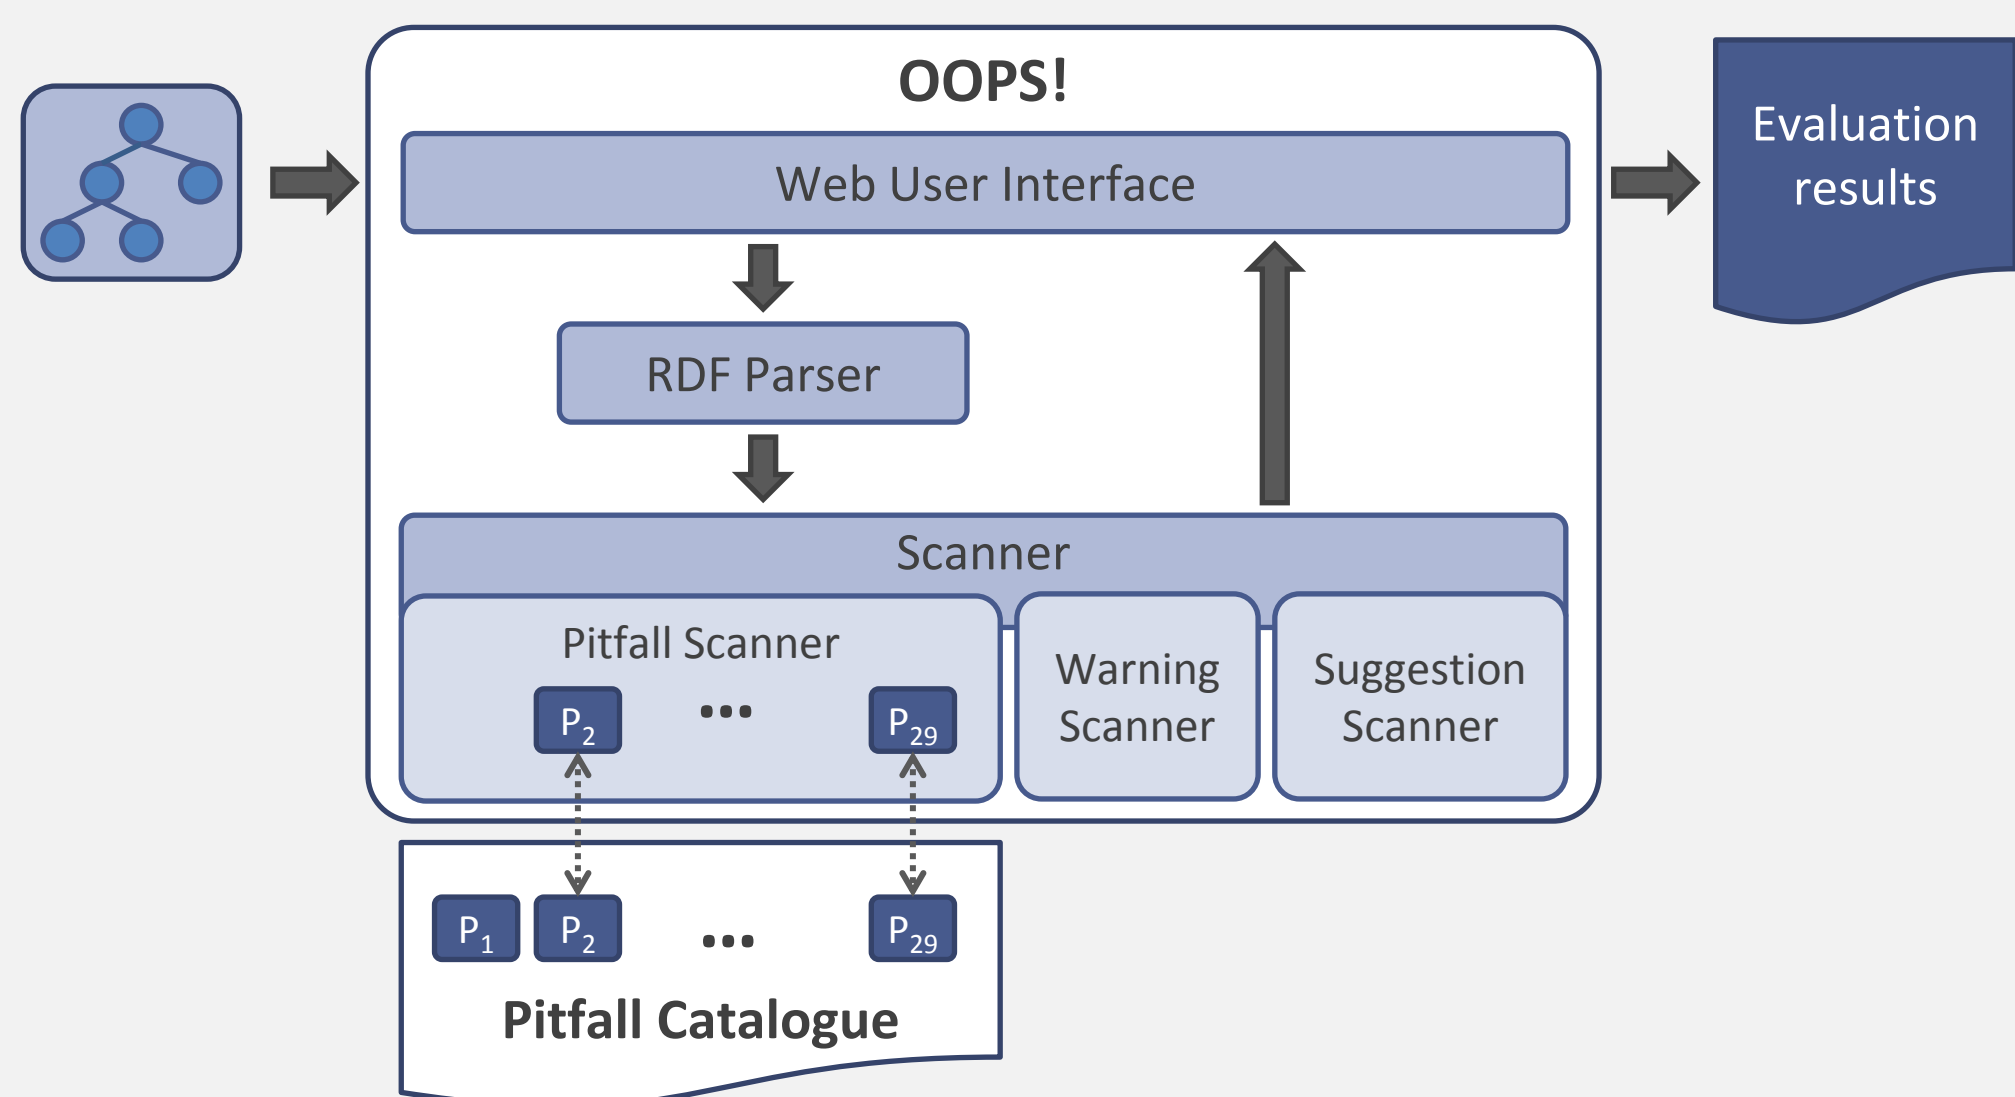 OOPS!
Web User Interface
Evaluation
results
RDF Parser
Scanner
Pitfall Scanner
P2 ... P29
Warning
Scanner
Suggestion
Scanner
P1 P2 ... P29
Pitfall Catalogue